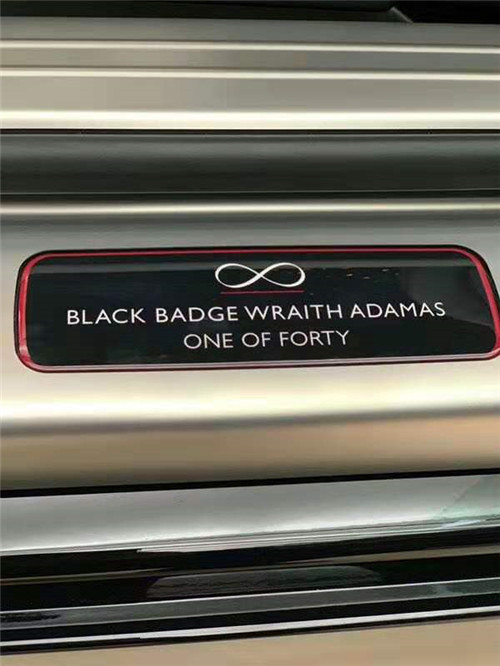 BLACK BADGE WRAITH ADAMAS
ONE OF FORTY